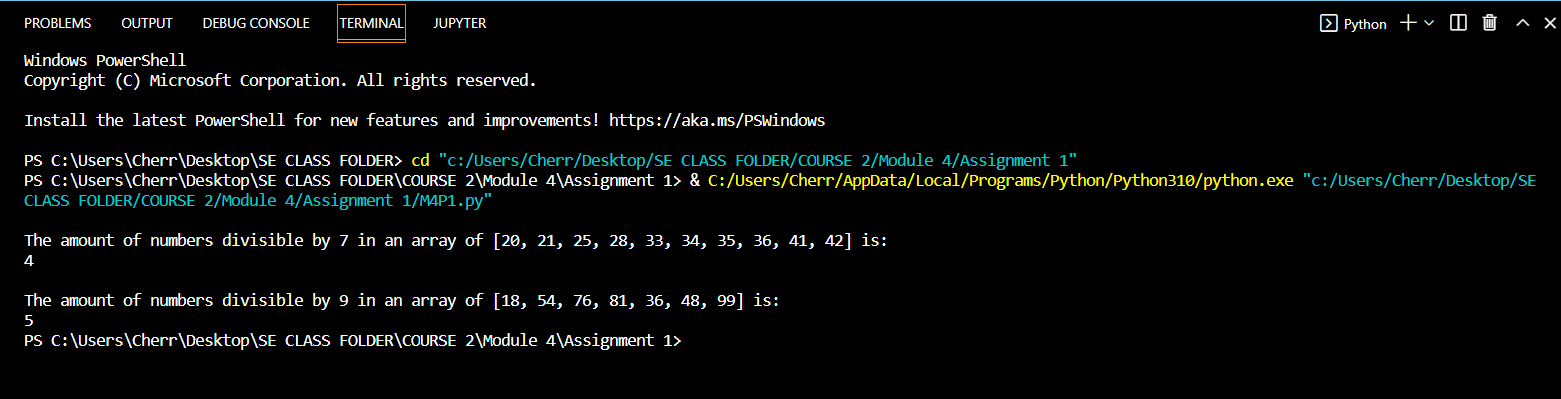 PROBLEMS OUTPUT DEBUG CONSOLE TERMINAL JUPYTER Python
Windows PowerShell
Copyright (C) Microsoft Corporation. All rights reserved.
Install the latest PowerShell for new features and improvements! https://aka.ms/PSWindows
PS C:\Users\Cherr\Desktop\SE CLASS FOLDER> cd "c:/Users/Cherr/Desktop/SE CLASS FOLDER/COURSE 2/Module 4/Assignment 1"
PS C:\Users\Cherr\Desktop\SE CLASS FOLDER\COURSE 2\Module 4\Assignment 1> & C:/Users/Cherr/AppData/Local/Programs/Python/Python310/python.exe "c:/Users/Cherr/Desktop/SE
CLASS FOLDER/COURSE 2/Module 4/Assignment 1/M4P1.py"
The amount of numbers divisible by 7 in an array of [20, 21, 25, 28, 33, 34, 35, 36, 41, 42] is:
4
The amount of numbers divisible by 9 in an array of [18, 54, 76, 81, 36, 48, 99] is:
5
PS C:\Users\Cherr\Desktop\SE CLASS FOLDER\COURSE 2\Module 4\Assignment 1>